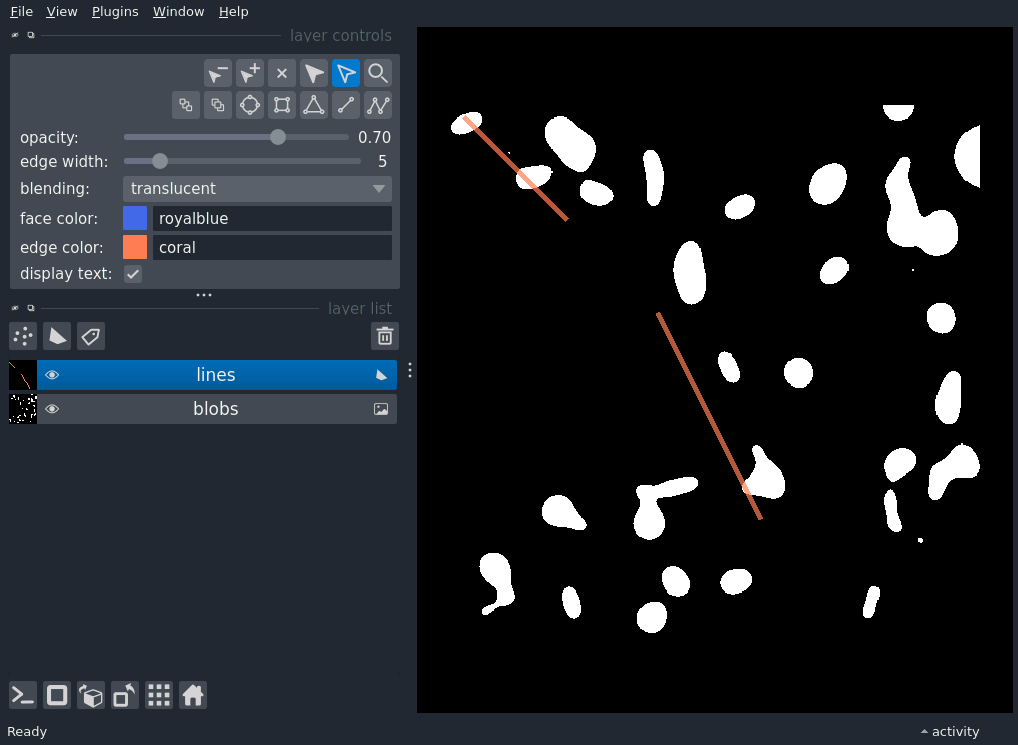 File View Plugins Window Help
layer controls
opacity: 0.70
edge width: 5
blending: translucent
face color: royalblue
edge color: coral
display text:
layer list
lines
blobs
Ready activity